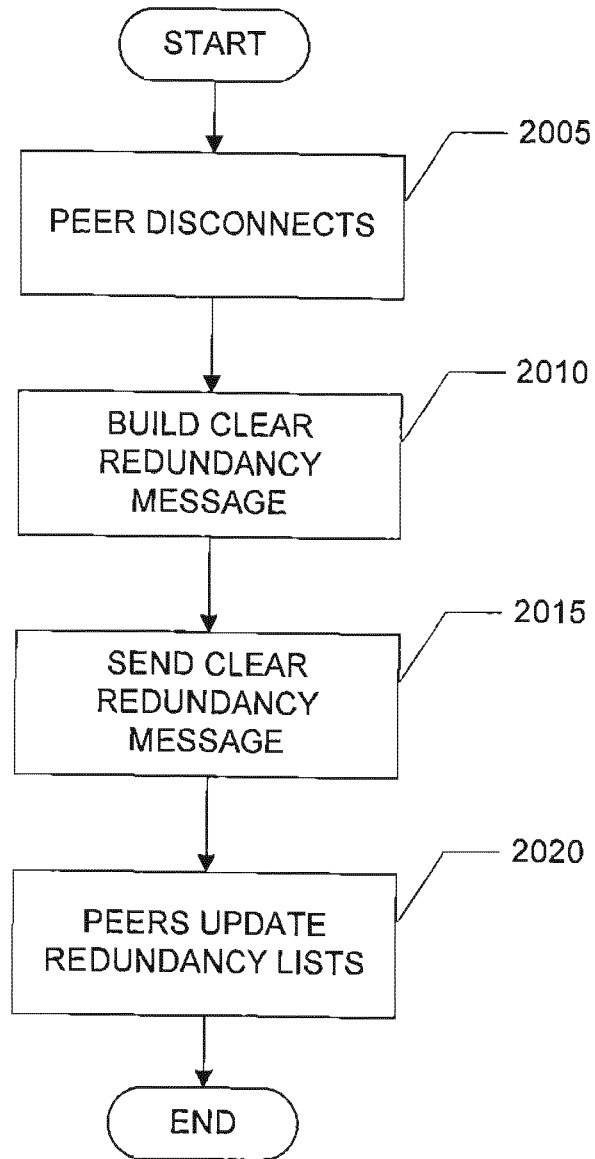 START
2005
PEER DISCONNECTS
2010
BUILD CLEAR
REDUNDANCY
MESSAGE
2015
SEND CLEAR
REDUNDANCY
MESSAGE
2020
PEERS UPDATE
REDUNDANCY LISTS
END